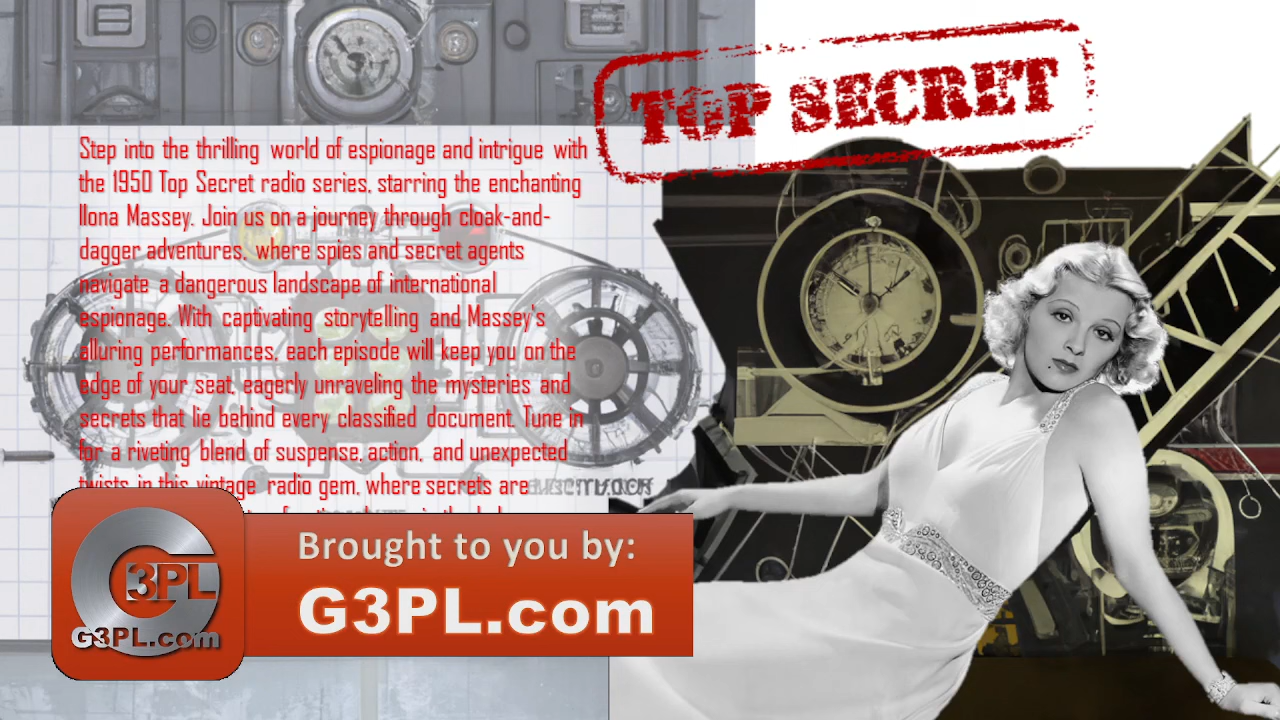 TOP SECRET
Step into the thrilling world of espionage and intrigue with
the 1950 Top Secret radio series, starring the enchanting
Ilona Massey. Join us on a journey through cloak-and-
dagger adventures, where spies and secret agents
navigate a dangerous landscape of international
espionage. With captivating storytelling and Massey's
alluring performances, each episode will keep you on the
edge of your seat, eagerly unraveling the mysteries and
secrets that lie behind every classified document. Tune in
for a riveting blend of suspense, action, and unexpected
twists in this vintage radio gem, where secrets are
3PL
G3PL.com
Brought to you by:
G3PL.com